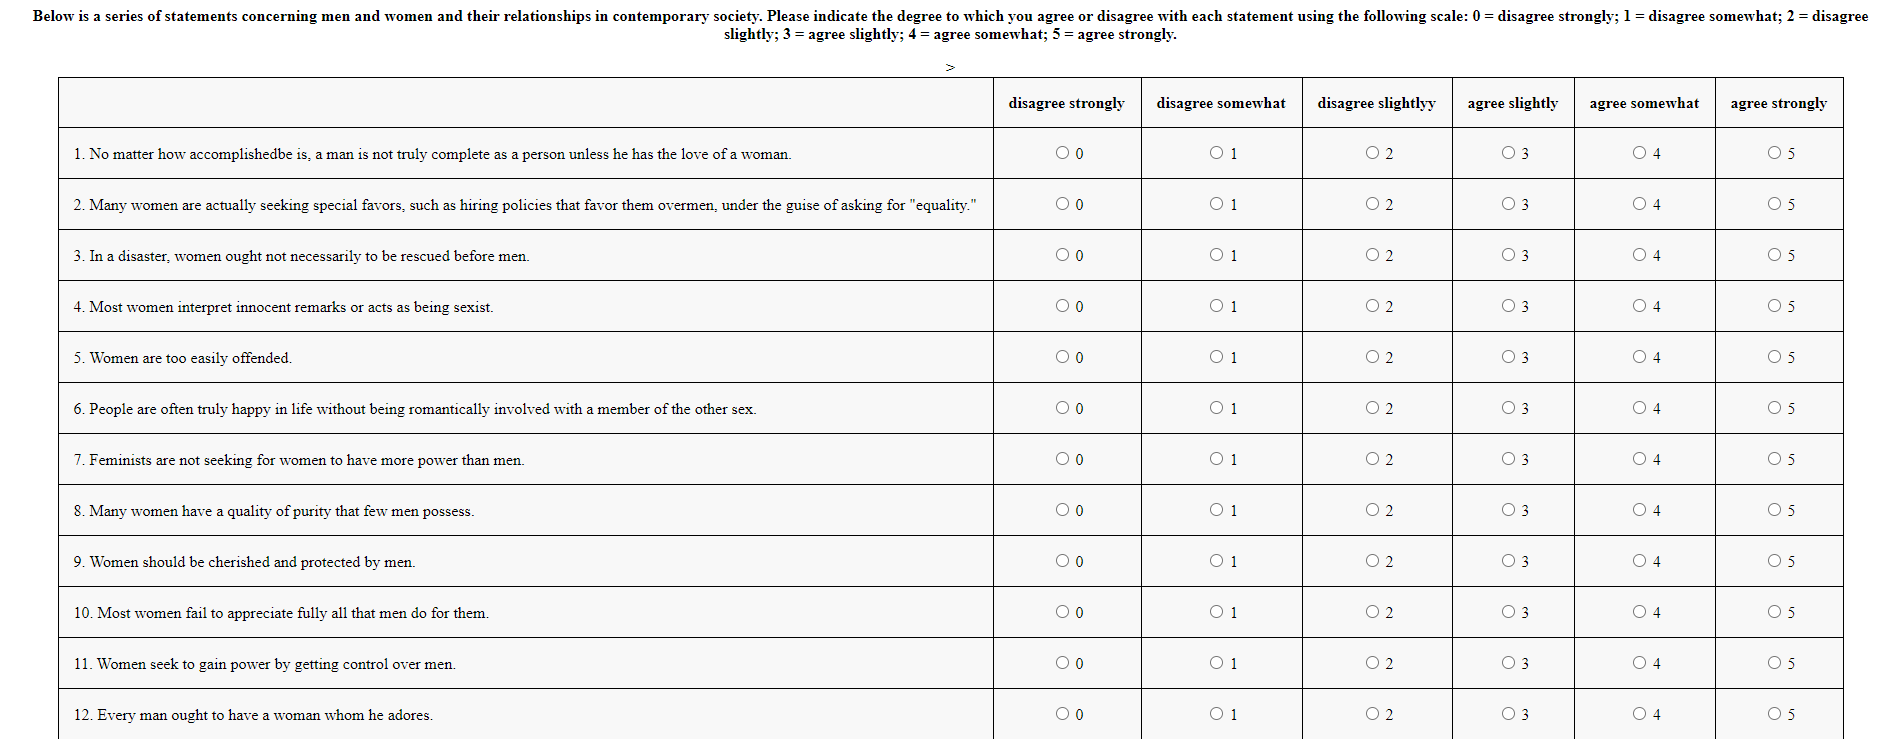 Below is a series of statements concerning men and women and their relationships in contemporary society. Please indicate the degree to which you agree or disagree with each statement using the following scale: 0 = disagree strongly; 1 = disagree somewhat; 2 = disagree
slightly; 3 = agree slightly; 4 = agree somewhat; 5 = agree strongly.
>
disagree strongly disagree somewhat disagree slightlyy agree slightly agree somewhat agree strongly
1. No matter how accomplishedbe is, a man is not truly complete as a person unless he has the love of a woman. 0 1 2 3 4 5
2. Many women are actually seeking special favors, such as hiring policies that favor them overmen, under the guise of asking for "equality." 0 1 2 3 4 5
3. In a disaster, women ought not necessarily to be rescued before men. 0 1 2 3 4 5
4. Most women interpret innocent remarks or acts as being sexist. 0 1 2 3 4 5
5. Women are too easily offended. 0 1 2 3 4 5
6. People are often truly happy in life without being romantically involved with a member of the other sex. 0 1 2 3 4 5
7. Feminists are not seeking for women to have more power than men. 0 1 2 3 4 5
8. Many women have a quality of purity that few men possess. 0 1 2 3 4 5
9. Women should be cherished and protected by men. 0 1 2 3 4 5
10. Most women fail to appreciate fully all that men do for them. 0 1 2 3 4 5
11. Women seek to gain power by getting control over men. 0 1 2 3 4 5
12. Every man ought to have a woman whom he adores. 0 1 2 3 4 5